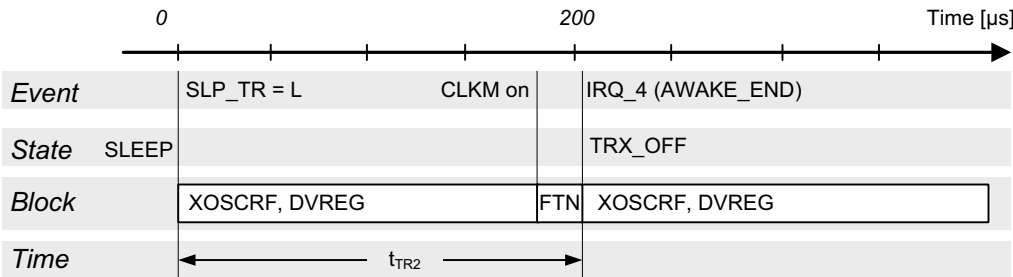 0 200 Time [µs]
Event SLP_TR = L CLKM on IRQ_4 (AWAKE_END)
State SLEEP TRX_OFF
Block XOSCRF, DVREG FTN XOSCRF, DVREG
Time tTR2